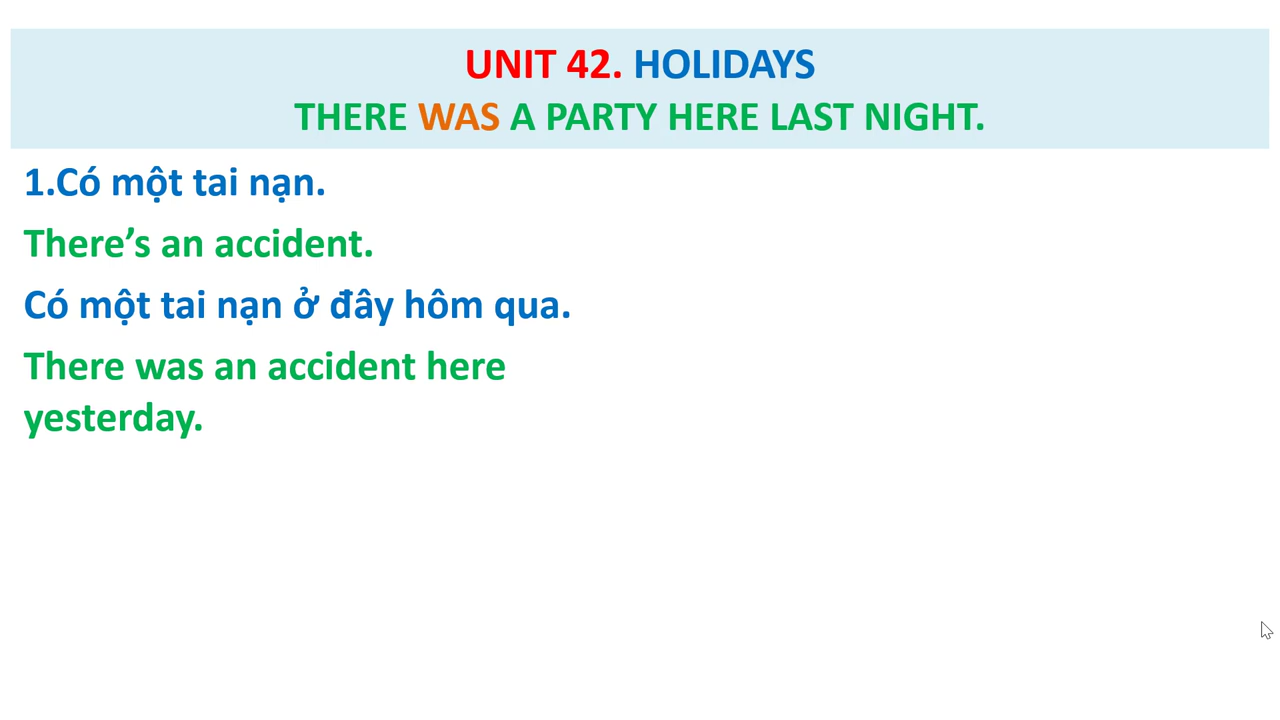 UNIT 42. HOLIDAYS
THERE WAS A PARTY HERE LAST NIGHT.
1.Có một tai nạn.
There’s an accident.
Có một tai nạn ở đây hôm qua.
There was an accident here
yesterday.